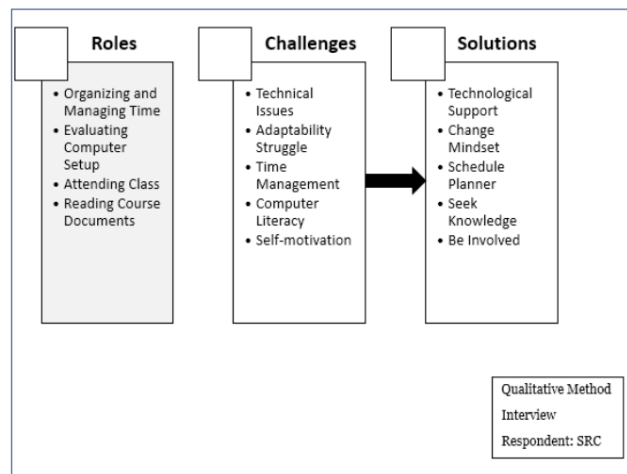 Roles
• Organizing and
Managing Time
• Evaluating
Computer
Setup
• Attending Class
• Reading Course
Documents
Challenges
• Technical
Issues
• Adaptability
Struggle
• Time
Management
• Computer
Literacy
• Self-motivation
Solutions
• Technological
Support
• Change
Mindset
• Schedule
Planner
• Seek
Knowledge
• Be Involved
Qualitative Method
Interview
Respondent: SRC